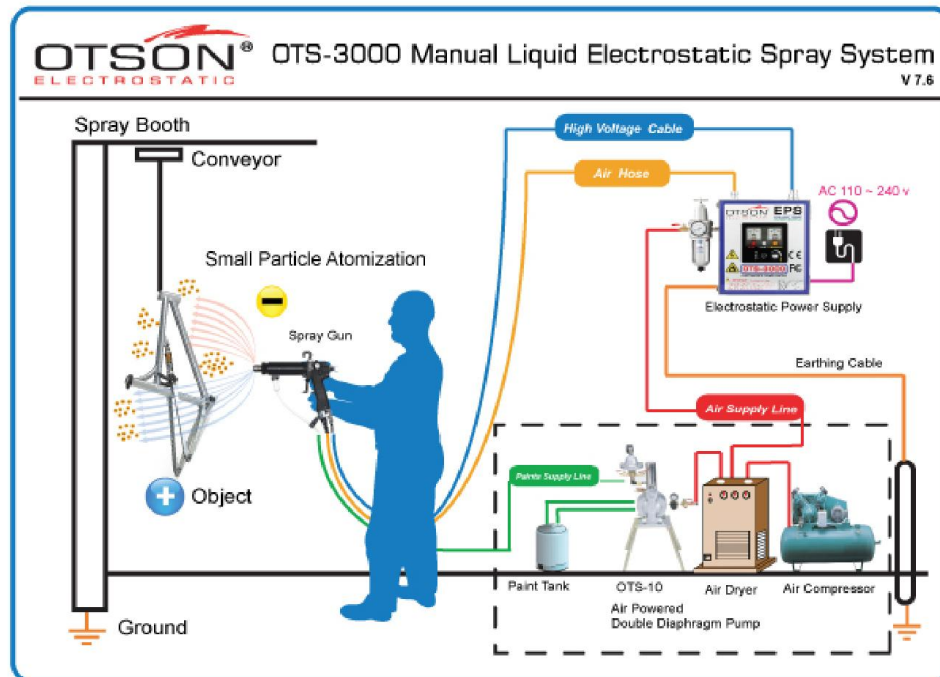 OTSON®
ELECTROSTATIC
OTS-3000 Manual Liquid Electrostatic Spray System
V 7.6
Spray Booth
Conveyor
High Voltage Cable
Air Hose
AC 110 ~ 240 v
OTSON EPS
OTS-3000
Small Particle Atomization
Spray Gun
Electrostatic Power Supply
Earthing Cable
Air Supply Line
Paints Supply Line
Object
Paint Tank
OTS-10
Air Powered
Double Diaphragm Pump
Air Dryer
Air Compressor
Ground